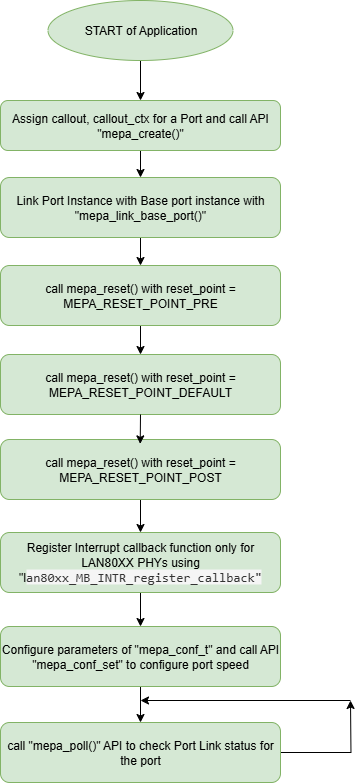 START of Application
Assign callout, callout_ctx for a Port and call API
"mepa_create()"
Link Port Instance with Base port instance with
"mepa_link_base_port()"
call mepa_reset() with reset_point =
MEPA_RESET_POINT_PRE
call mepa_reset() with reset_point =
MEPA_RESET_POINT_DEFAULT
call mepa_reset() with reset_point =
MEPA_RESET_POINT_POST
Register Interrupt callback function only for
LAN80XX PHYs using
"lan80xx_MB_INTR_register_callback"
Configure parameters of "mepa_conf_t" and call API
"mepa_conf_set" to configure port speed
call "mepa_poll()" API to check Port Link status for
the port